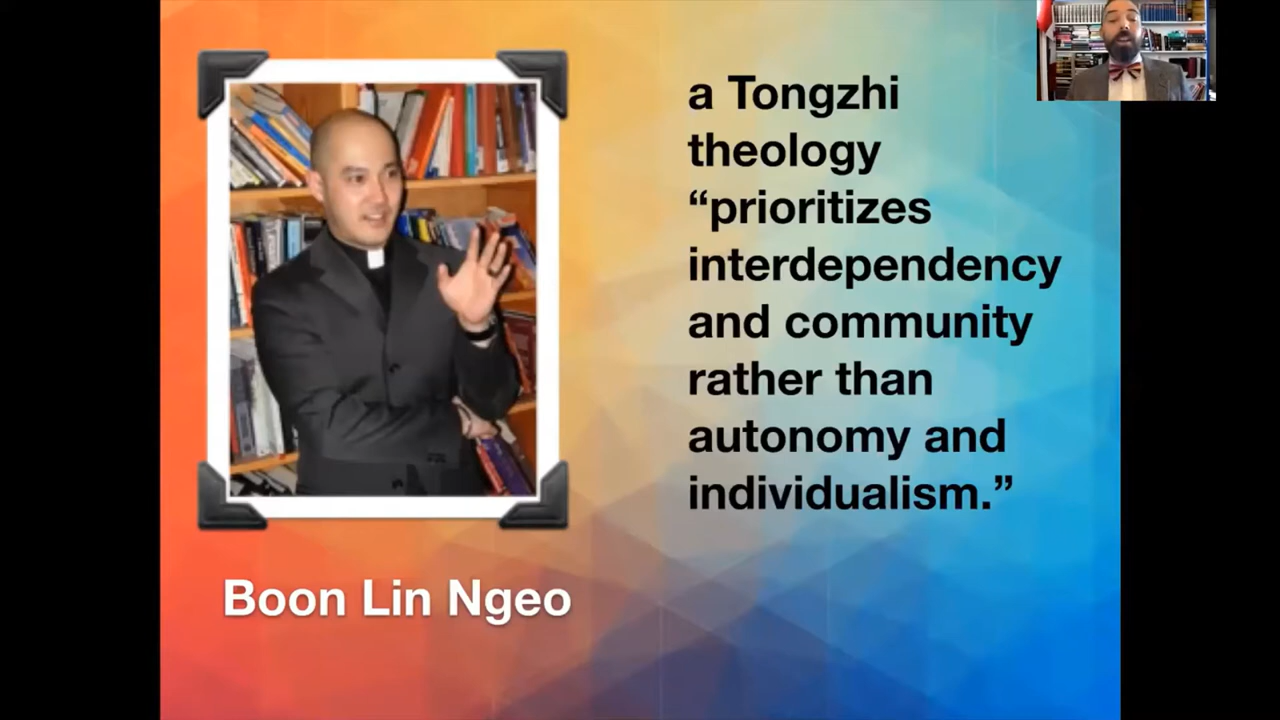 a Tongzhi
theology
“prioritizes
interdependency
and community
rather than
autonomy and
individualism.”
Boon Lin Ngeo